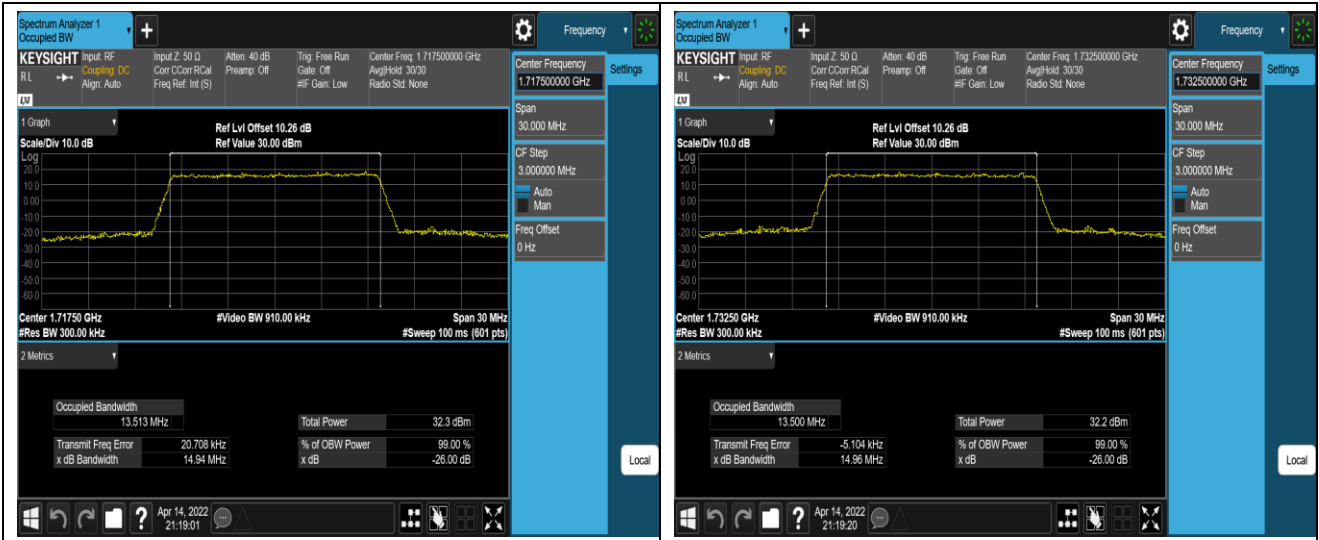 Spectrum Analyzer 1
Occupied BW
+
Frequency
KEYSIGHT
Input: RF
Coupling: DC
Align: Auto
Input Z: 50 Ω
Corr CCorr RCal
Freq Ref: Int (S)
Atten: 40 dB
Preamp: Off
Trig: Free Run
Gate: Off
#IF Gain: Low
Center Freq: 1.717500000 GHz
Avg|Hold: 30/30
Radio Std: None
R L
LXI
Center Frequency
1.717500000 GHz
Settings
Span
30.000 MHz
CF Step
3.000000 MHz
Auto
Man
Freq Offset
0 Hz
1 Graph
Ref Lvl Offset 10.26 dB
Scale/Div 10.0 dB
Ref Value 30.00 dBm
Log
20.0
10.0
0.00
-10.0
-20.0
-30.0
-40.0
-50.0
-60.0
Center 1.71750 GHz
#Video BW 910.00 kHz
Span 30 MHz
#Res BW 300.00 kHz
#Sweep 100 ms (601 pts)
2 Metrics
Occupied Bandwidth
13.513 MHz
Total Power
32.3 dBm
Transmit Freq Error
20.708 kHz
% of OBW Power
99.00 %
x dB Bandwidth
14.94 MHz
x dB
-26.00 dB
Local
?
Apr 14, 2022
21:19:01
Spectrum Analyzer 1
Occupied BW
+
Frequency
KEYSIGHT
Input: RF
Coupling: DC
Align: Auto
Input Z: 50 Ω
Corr CCorr RCal
Freq Ref: Int (S)
Atten: 40 dB
Preamp: Off
Trig: Free Run
Gate: Off
#IF Gain: Low
Center Freq: 1.732500000 GHz
Avg|Hold: 30/30
Radio Std: None
R L
LXI
Center Frequency
1.732500000 GHz
Settings
Span
30.000 MHz
CF Step
3.000000 MHz
Auto
Man
Freq Offset
0 Hz
1 Graph
Ref Lvl Offset 10.26 dB
Scale/Div 10.0 dB
Ref Value 30.00 dBm
Log
20.0
10.0
0.00
-10.0
-20.0
-30.0
-40.0
-50.0
-60.0
Center 1.73250 GHz
#Video BW 910.00 kHz
Span 30 MHz
#Res BW 300.00 kHz
#Sweep 100 ms (601 pts)
2 Metrics
Occupied Bandwidth
13.500 MHz
Total Power
32.2 dBm
Transmit Freq Error
-5.104 kHz
% of OBW Power
99.00 %
x dB Bandwidth
14.96 MHz
x dB
-26.00 dB
Local
?
Apr 14, 2022
21:19:20